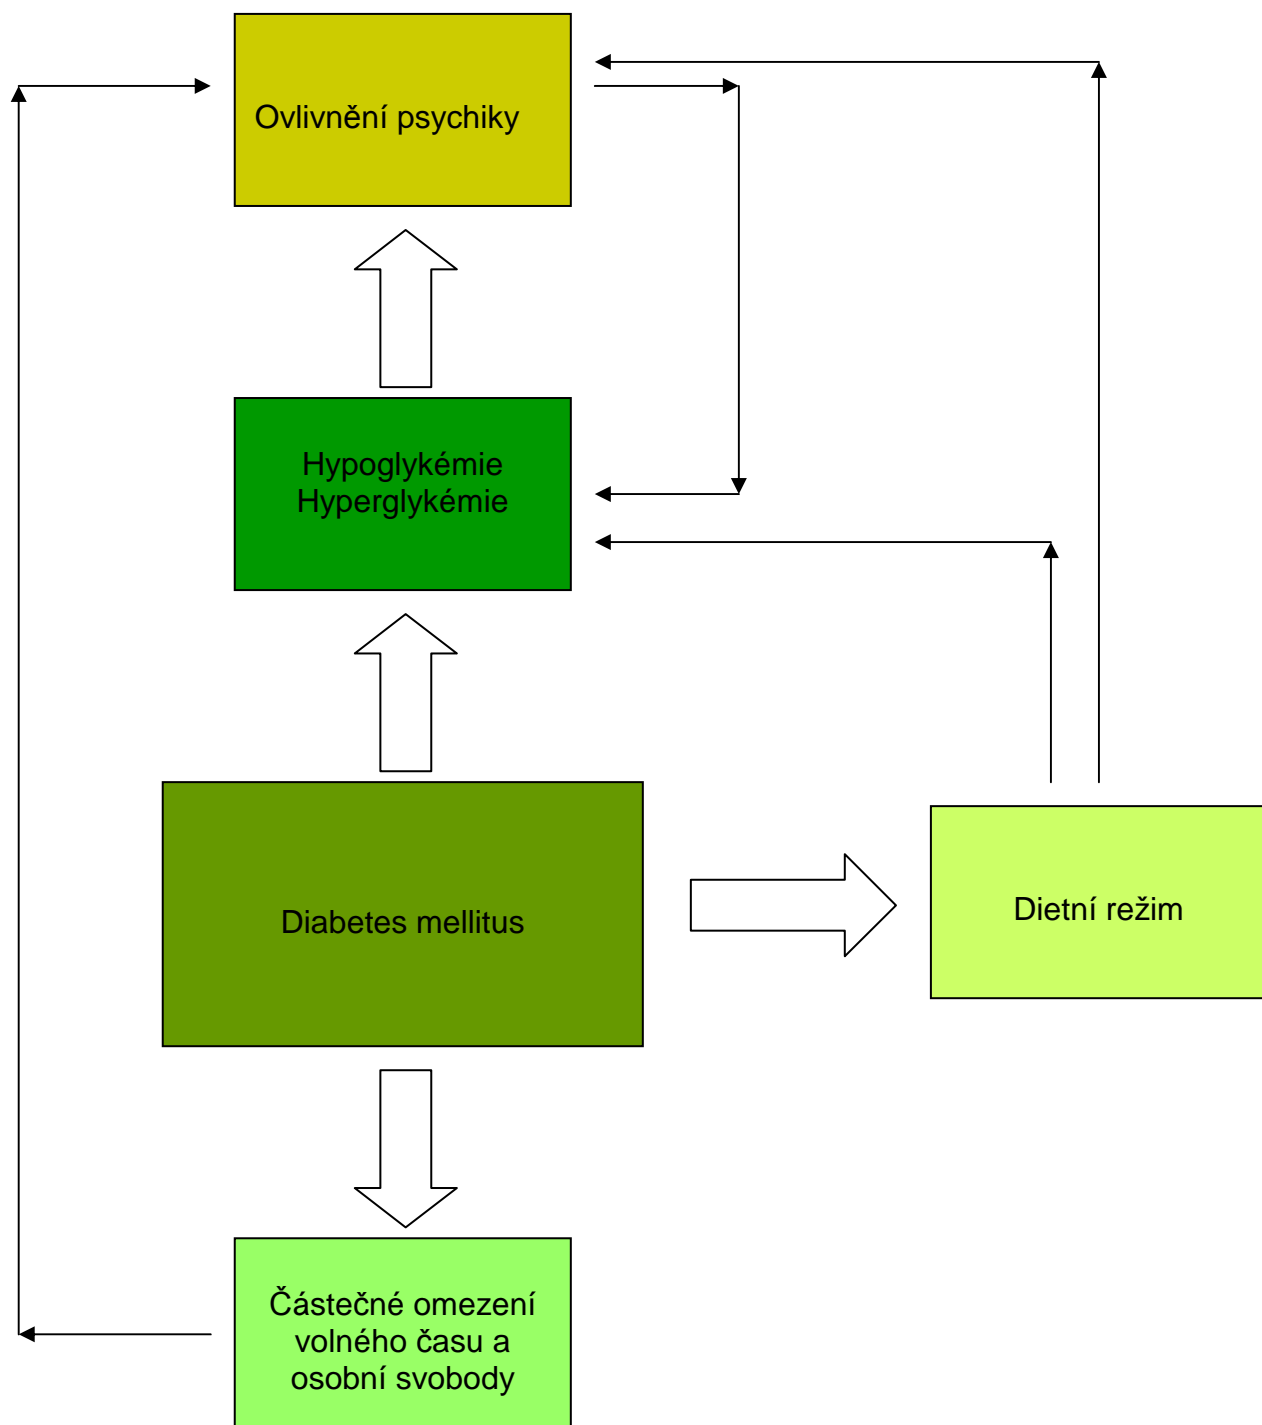 Ovlivnění psychiky
Hypoglykémie
Hyperglykémie
Diabetes mellitus
Dietní režim
Částečné omezení
volného času a
osobní svobody